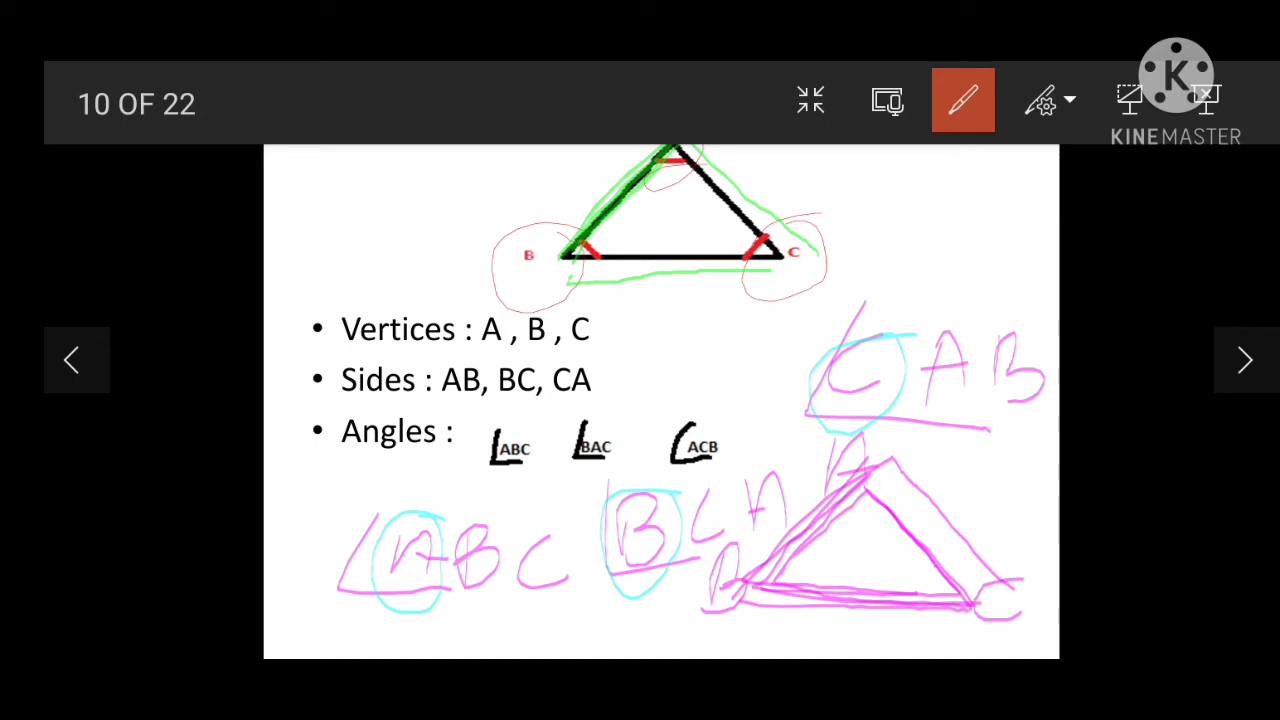 10 OF 22
K
KINEMASTER
B
C
• Vertices : A , B , C
• Sides : AB, BC, CA
• Angles : ∠ABC ∠BAC ∠ACB
∠CAB
∠ABC
∠BCA
A
B
C